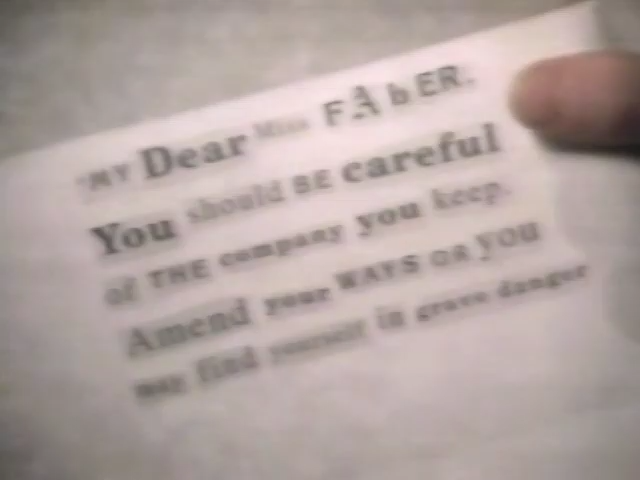 MY Dear Miss FAbER.
You should BE careful
of THE company you keep.
Amend your WAYS OR YOU
may find yourself in grave danger